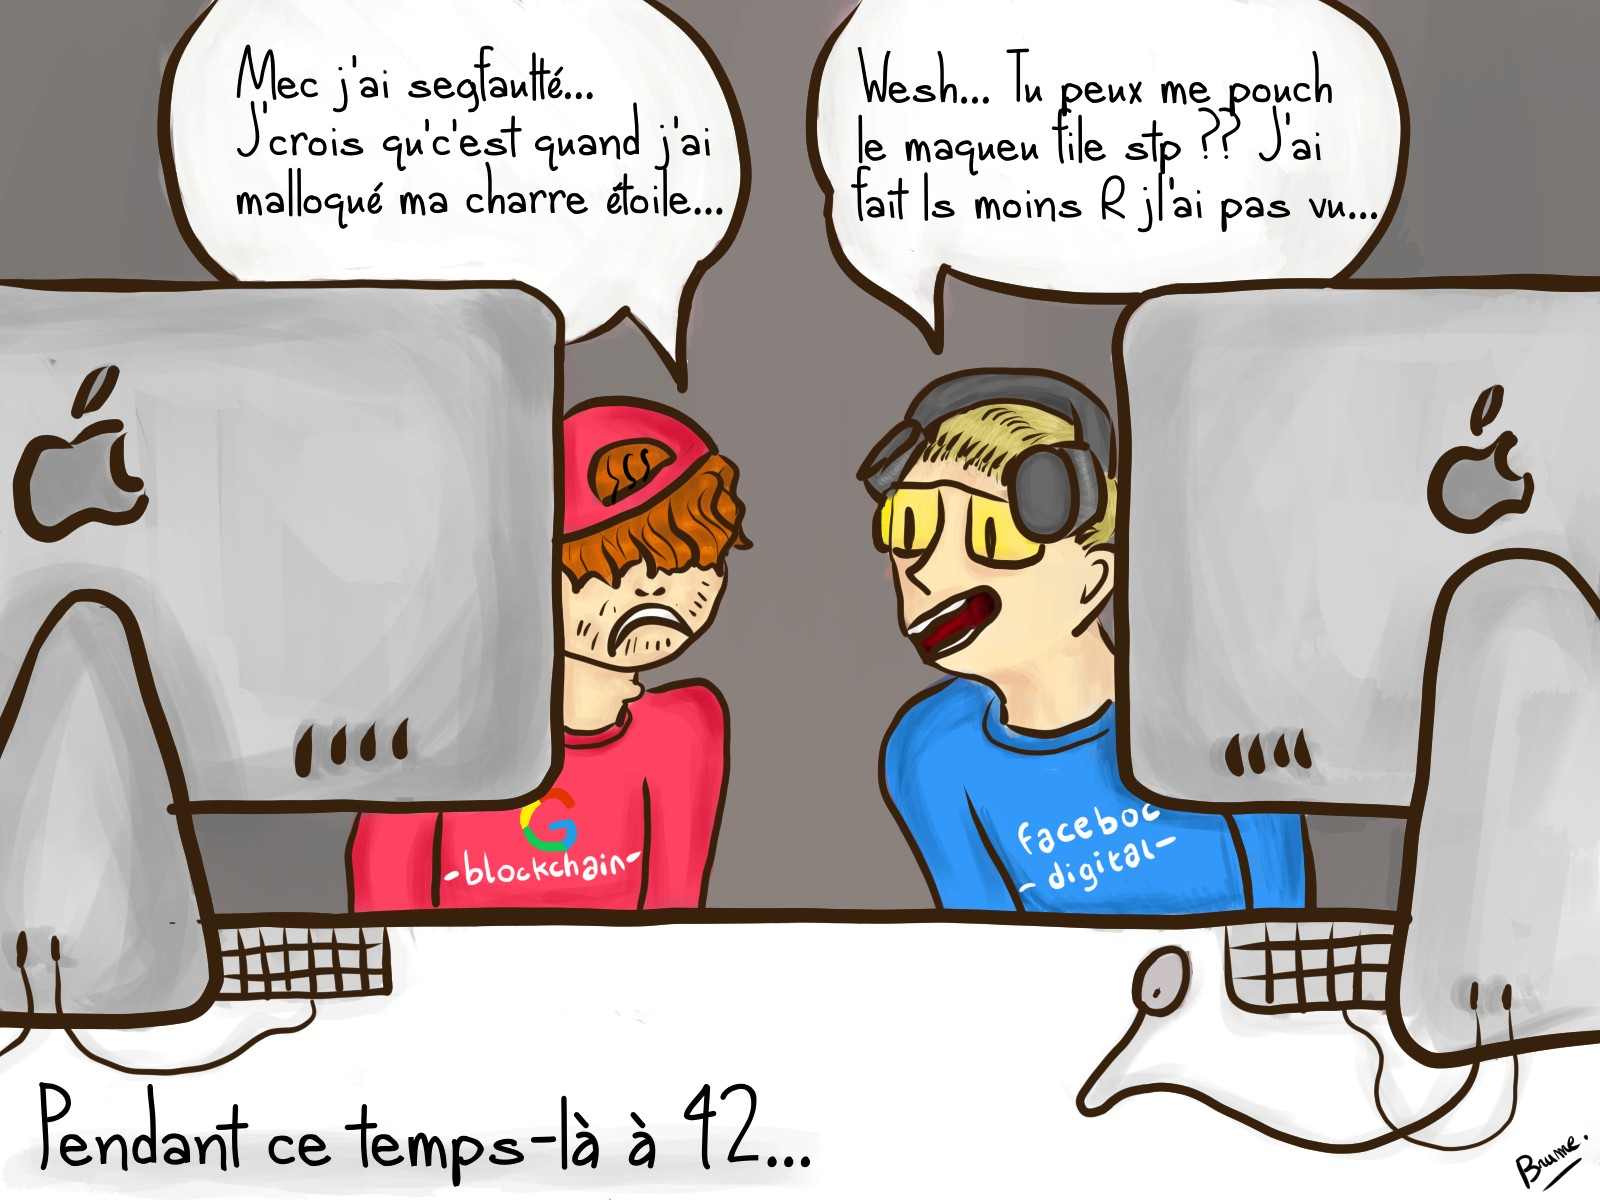 Mec j'ai segfaulté...
J'crois qu'c'est quand j'ai
malloqué ma charre étoile...
Wesh... Tu peux me pouch
le maqueu file stp ?? J'ai
fait ls moins R jl'ai pas vu...
G
-blockchain-
faceboo
- digital-
Pendant ce temps-là à 42...
Brume.